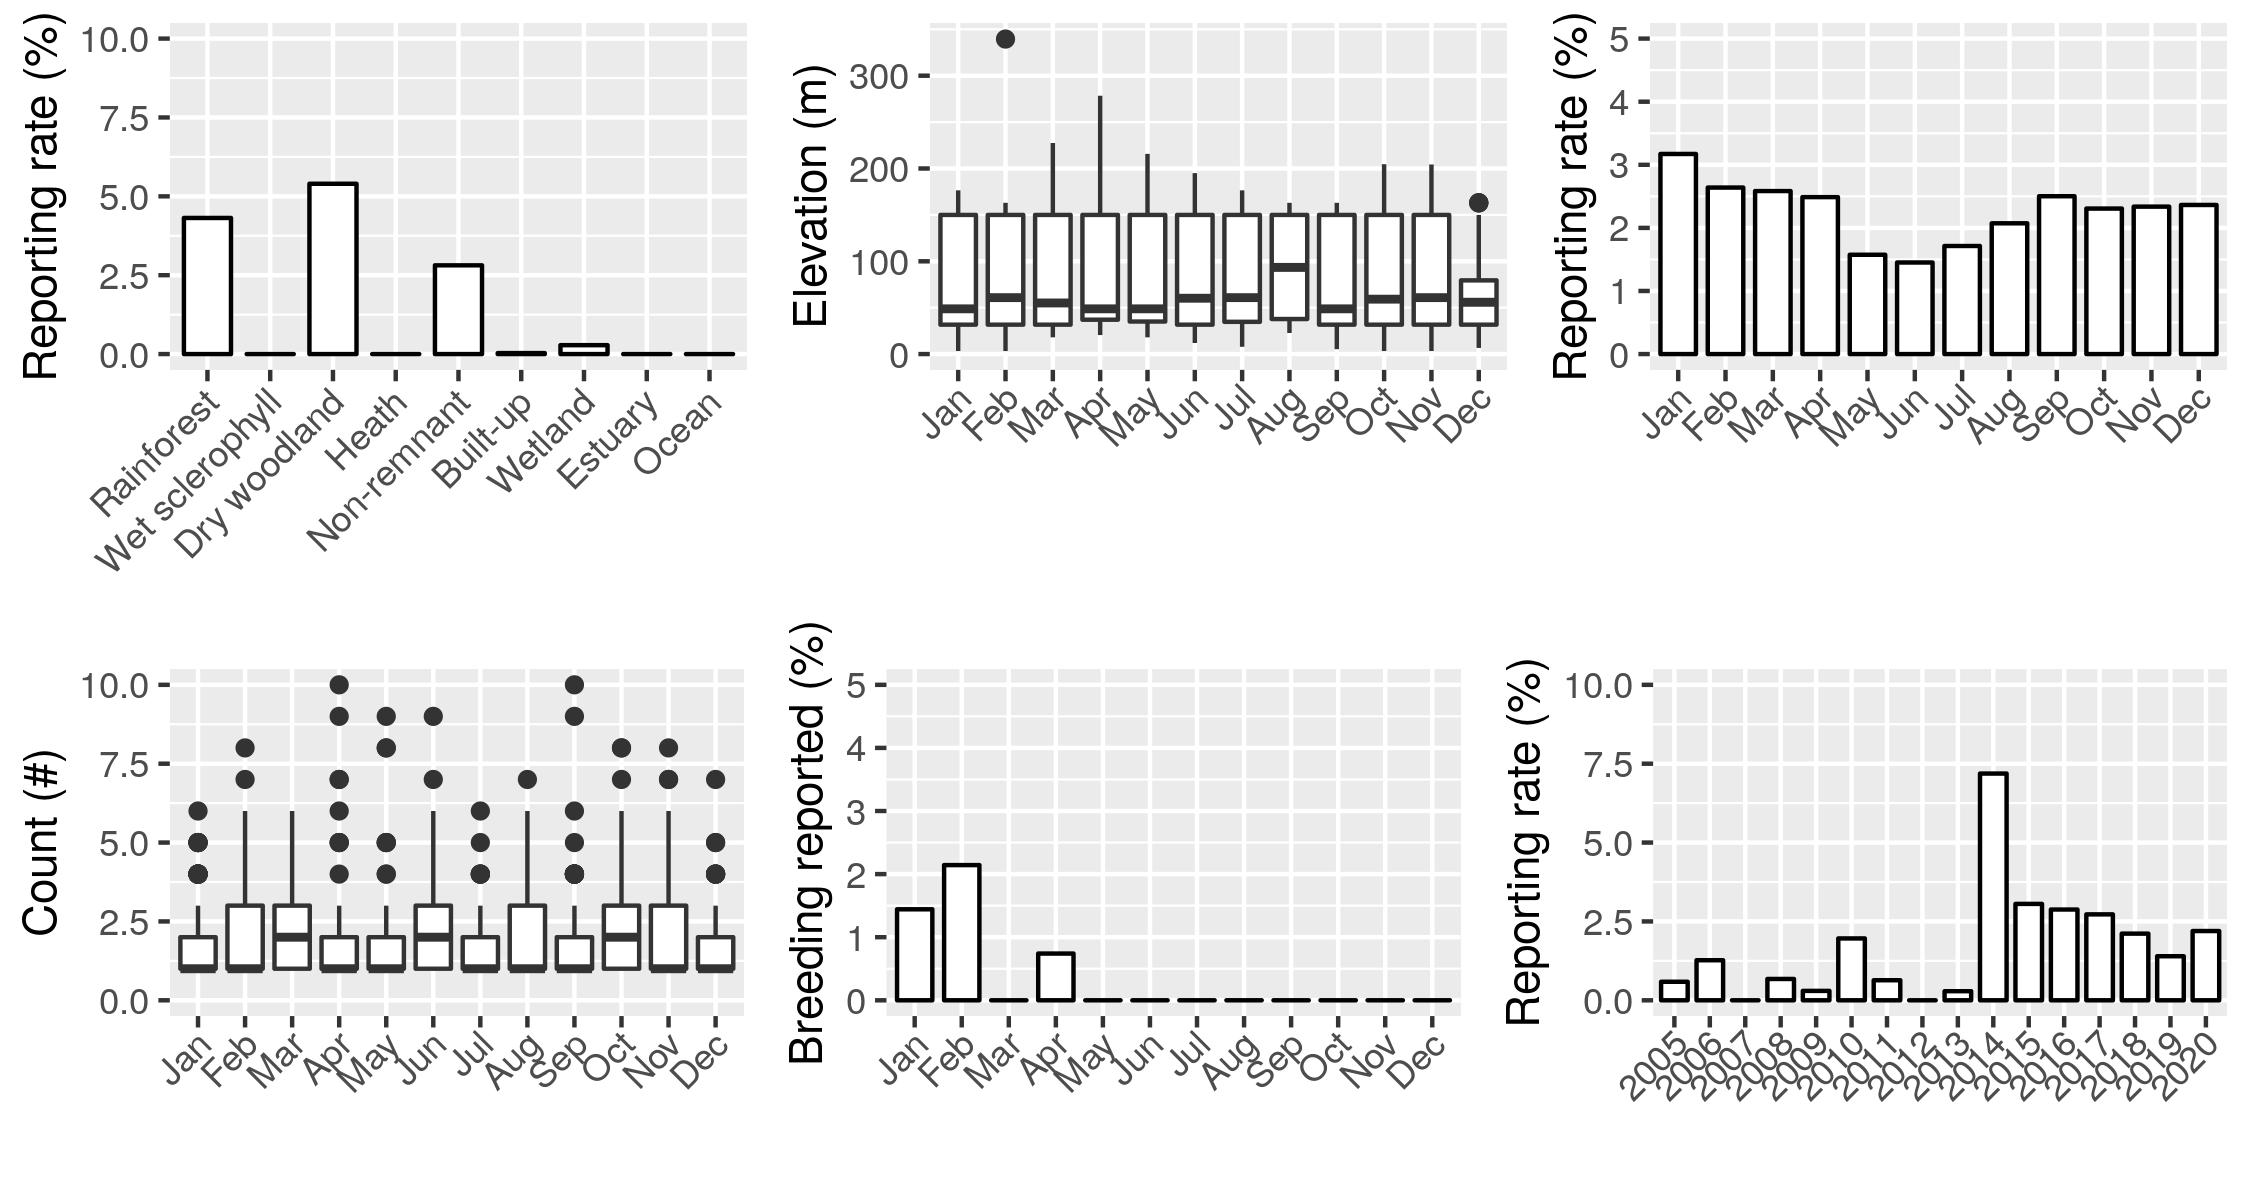 Reporting rate (%)
10.0
7.5
5.0
2.5
0.0
Rainforest
Wet sclerophyll
Dry woodland
Heath
Non-remnant
Built-up
Wetland
Estuary
Ocean
Elevation (m)
300
200
100
0
Jan
Feb
Mar
Apr
May
Jun
Jul
Aug
Sep
Oct
Nov
Dec
Reporting rate (%)
5
4
3
2
1
0
Jan
Feb
Mar
Apr
May
Jun
Jul
Aug
Sep
Oct
Nov
Dec
Count (#)
10.0
7.5
5.0
2.5
0.0
Jan
Feb
Mar
Apr
May
Jun
Jul
Aug
Sep
Oct
Nov
Dec
Breeding reported (%)
5
4
3
2
1
0
Jan
Feb
Mar
Apr
May
Jun
Jul
Aug
Sep
Oct
Nov
Dec
Reporting rate (%)
10.0
7.5
5.0
2.5
0.0
2005
2006
2007
2008
2009
2010
2011
2012
2013
2014
2015
2016
2017
2018
2019
2020